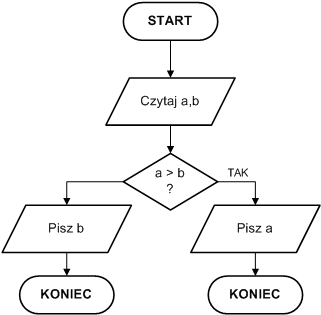 START
Czytaj a,b
a > b
?
TAK
Pisz b
Pisz a
KONIEC
KONIEC